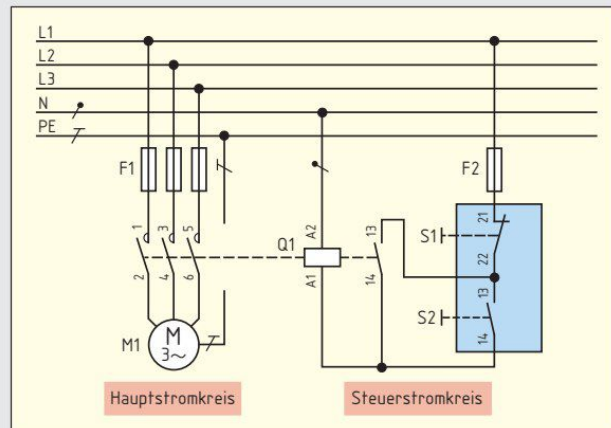 L1
L2
L3
N
PE
F1
F2
1
3
5
2
4
6
Q1
A2
A1
13
14
21
S1
22
13
S2
14
M1
M
3~
Hauptstromkreis
Steuerstromkreis